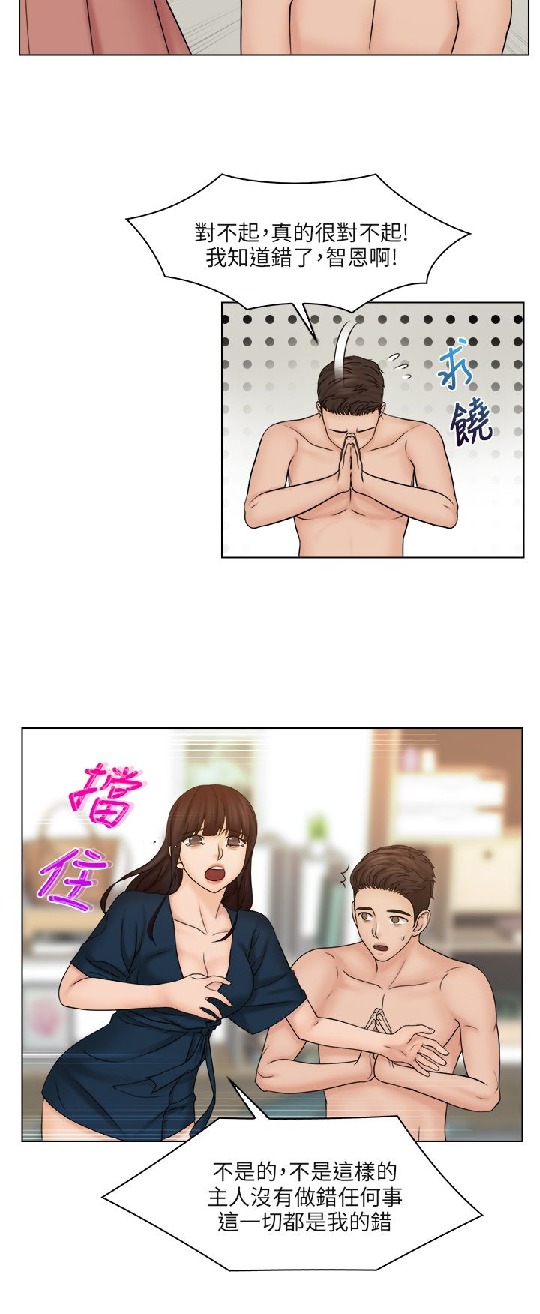 對不起,真的很對不起!
我知道錯了,智恩啊!
求
饒
擋
住
不是的,不是這樣的
主人沒有做錯任何事
這一切都是我的錯